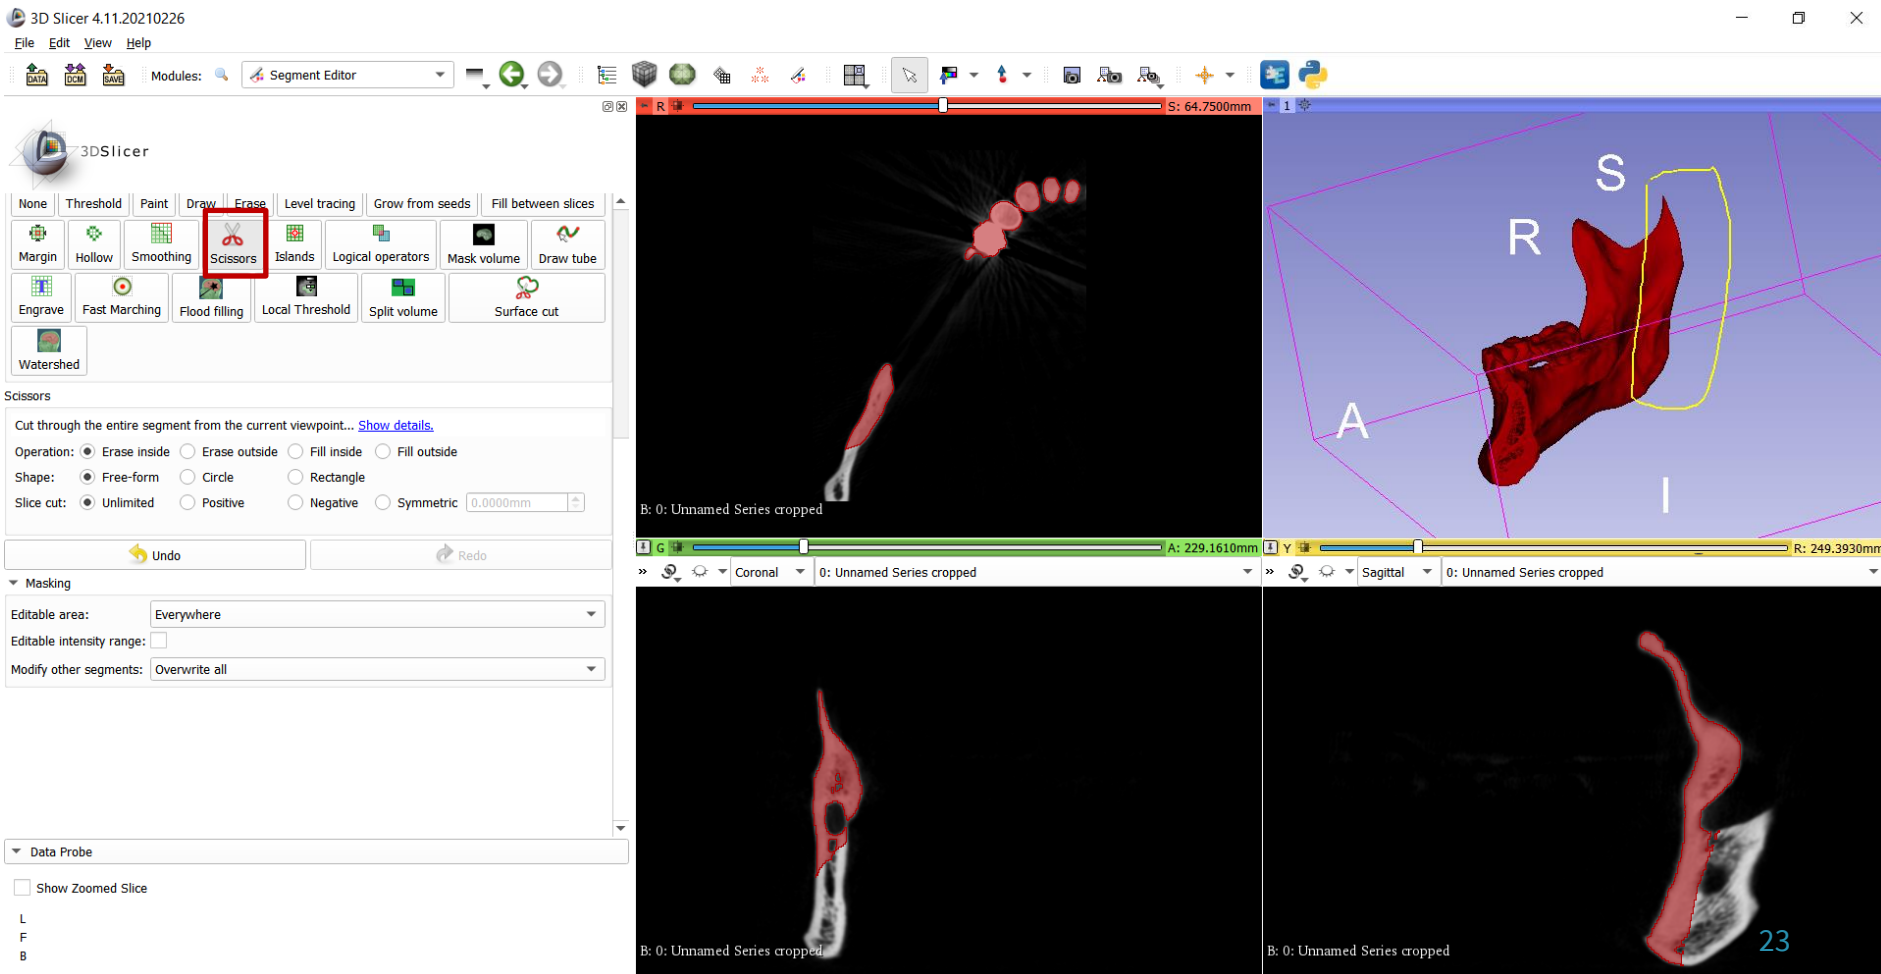 3D Slicer 4.11.20210226
File Edit View Help
DATA DCM SAVE Modules: Segment Editor
3DSlicer
None Threshold Paint Draw Erase Level tracing Grow from seeds Fill between slices
Margin Hollow Smoothing Scissors Islands Logical operators Mask volume Draw tube
Engrave Fast Marching Flood filling Local Threshold Split volume Surface cut
Watershed
Scissors
Cut through the entire segment from the current viewpoint... Show details.
Operation: Erase inside Erase outside Fill inside Fill outside
Shape: Free-form Circle Rectangle
Slice cut: Unlimited Positive Negative Symmetric 0.0000mm
Undo Redo
Masking
Editable area: Everywhere
Editable intensity range:
Modify other segments: Overwrite all
Data Probe
Show Zoomed Slice
L
F
B
R S: 64.7500mm
B: 0: Unnamed Series cropped
1
S
R
A
I
G A: 229.1610mm
» Coronal 0: Unnamed Series cropped
B: 0: Unnamed Series cropped
Y R: 249.3930mm
» Sagittal 0: Unnamed Series cropped
B: 0: Unnamed Series cropped
23